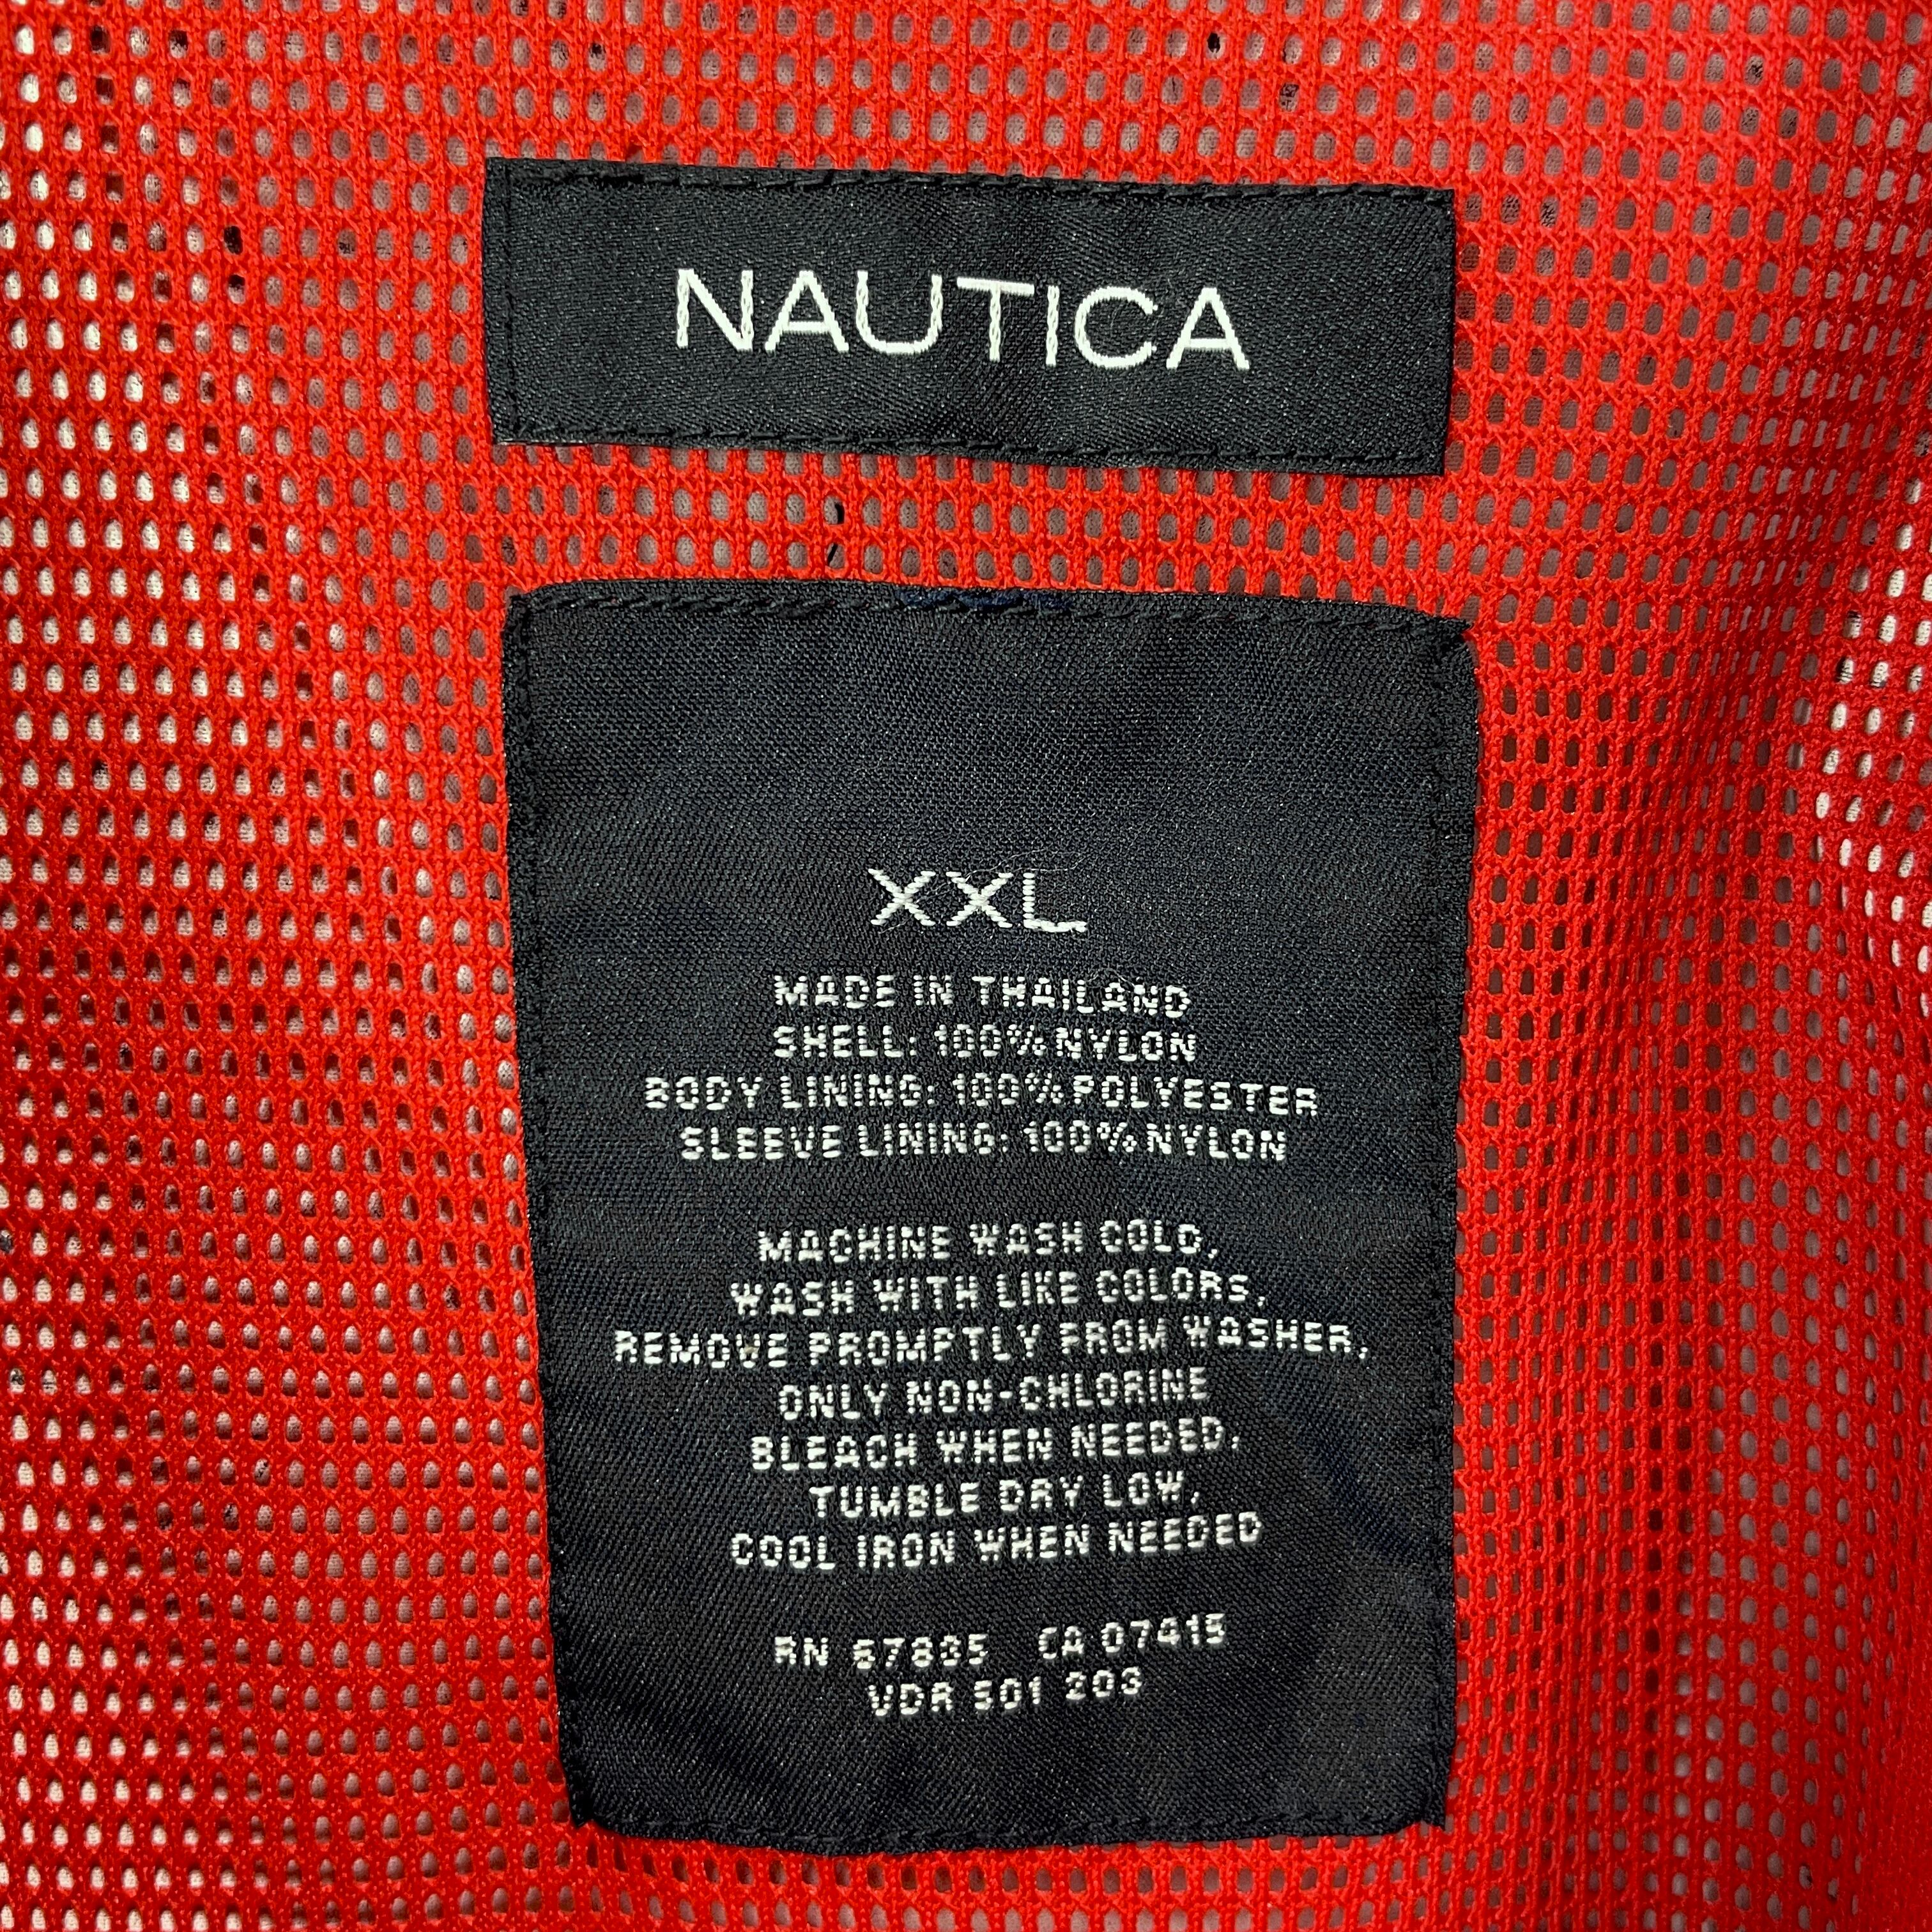 NAUTICA
XXL
MADE IN THAILAND
SHELL: 100% NYLON
BODY LINING: 100% POLYESTER
SLEEVE LINING: 100% NYLON
MACHINE WASH COLD,
WASH WITH LIKE COLORS,
REMOVE PROMPTLY FROM WASHER,
ONLY NON-CHLORINE
BLEACH WHEN NEEDED,
TUMBLE DRY LOW,
COOL IRON WHEN NEEDED
RN 67835 CA 07415
VDR 501 203